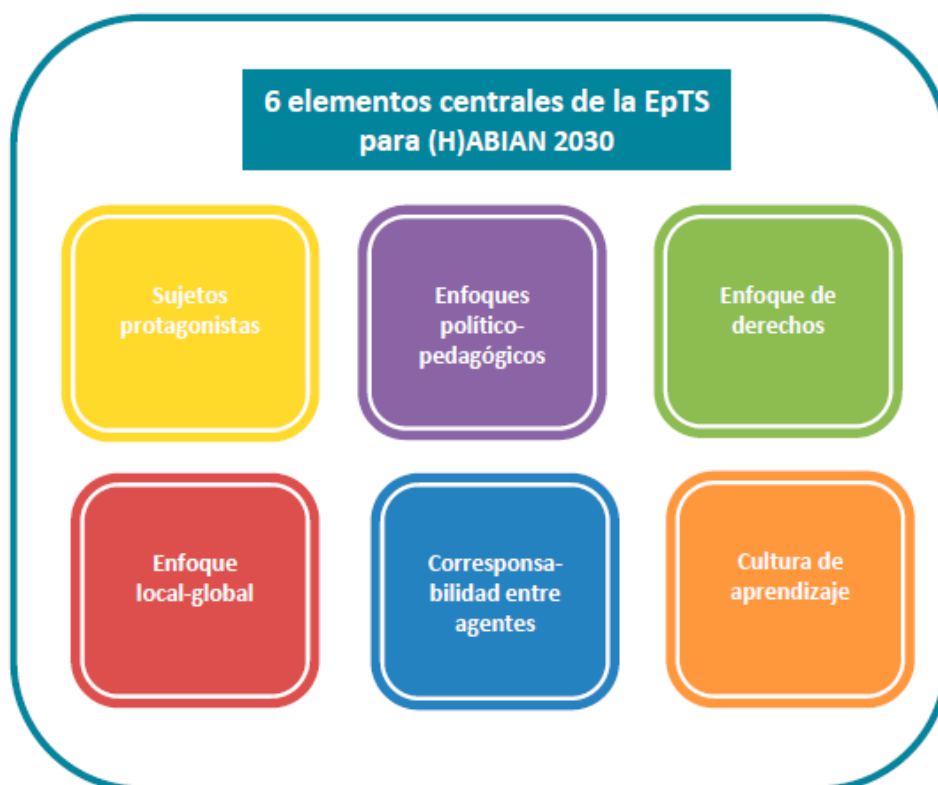 6 elementos centrales de la EpTS
para (H)ABIAN 2030
Sujetos
protagonistas
Enfoques
político-
pedagógicos
Enfoque de
derechos
Enfoque
local-global
Corresponsa-
bilidad entre
agentes
Cultura de
aprendizaje